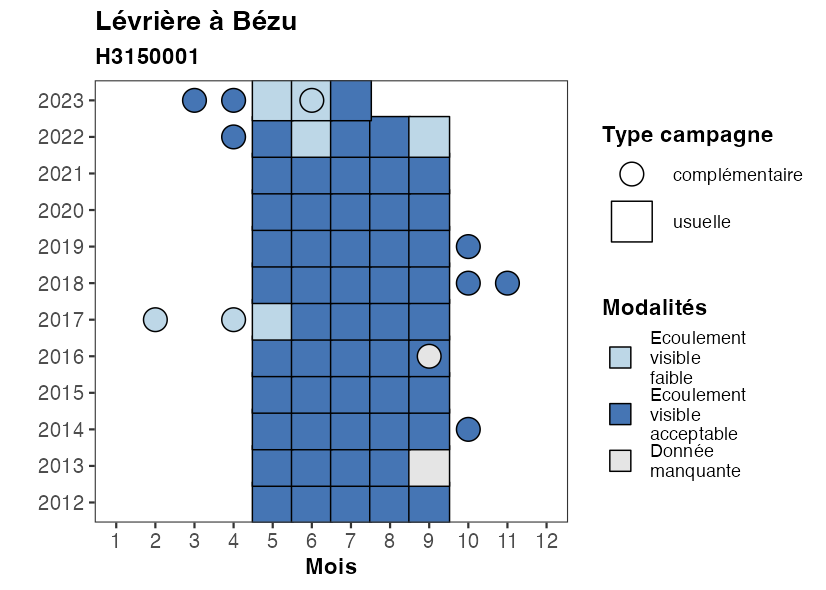 Lévrière à Bézu
H3150001
2023
2022
2021
2020
2019
2018
2017
2016
2015
2014
2013
2012
1 2 3 4 5 6 7 8 9 10 11 12
Mois
Type campagne
complémentaire
usuelle
Modalités
Ecoulement
visible
faible
Ecoulement
visible
acceptable
Donnée
manquante